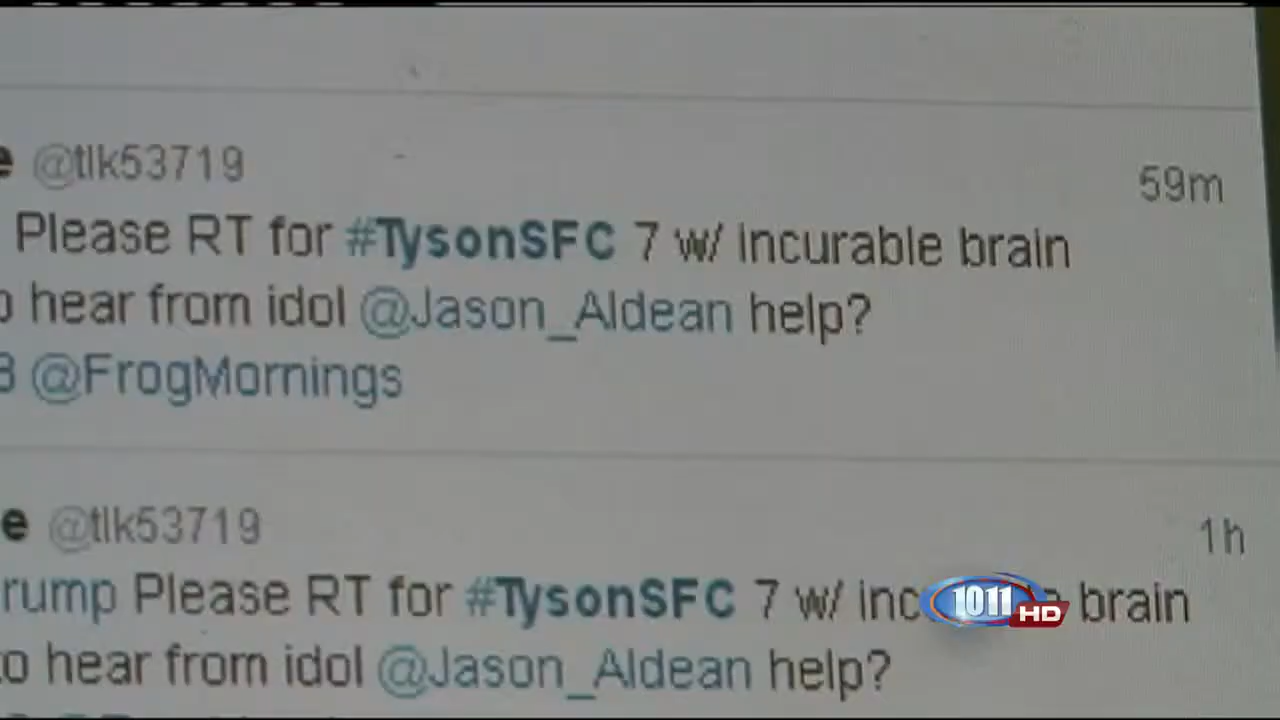 e @tlk53719 59m
Please RT for #TysonSFC 7 w/ incurable brain
o hear from idol @Jason_Aldean help?
@FrogMornings
e @tlk53719 1h
rump Please RT for #TysonSFC 7 w/ inc brain
to hear from idol @Jason_Aldean help?
1011 HD